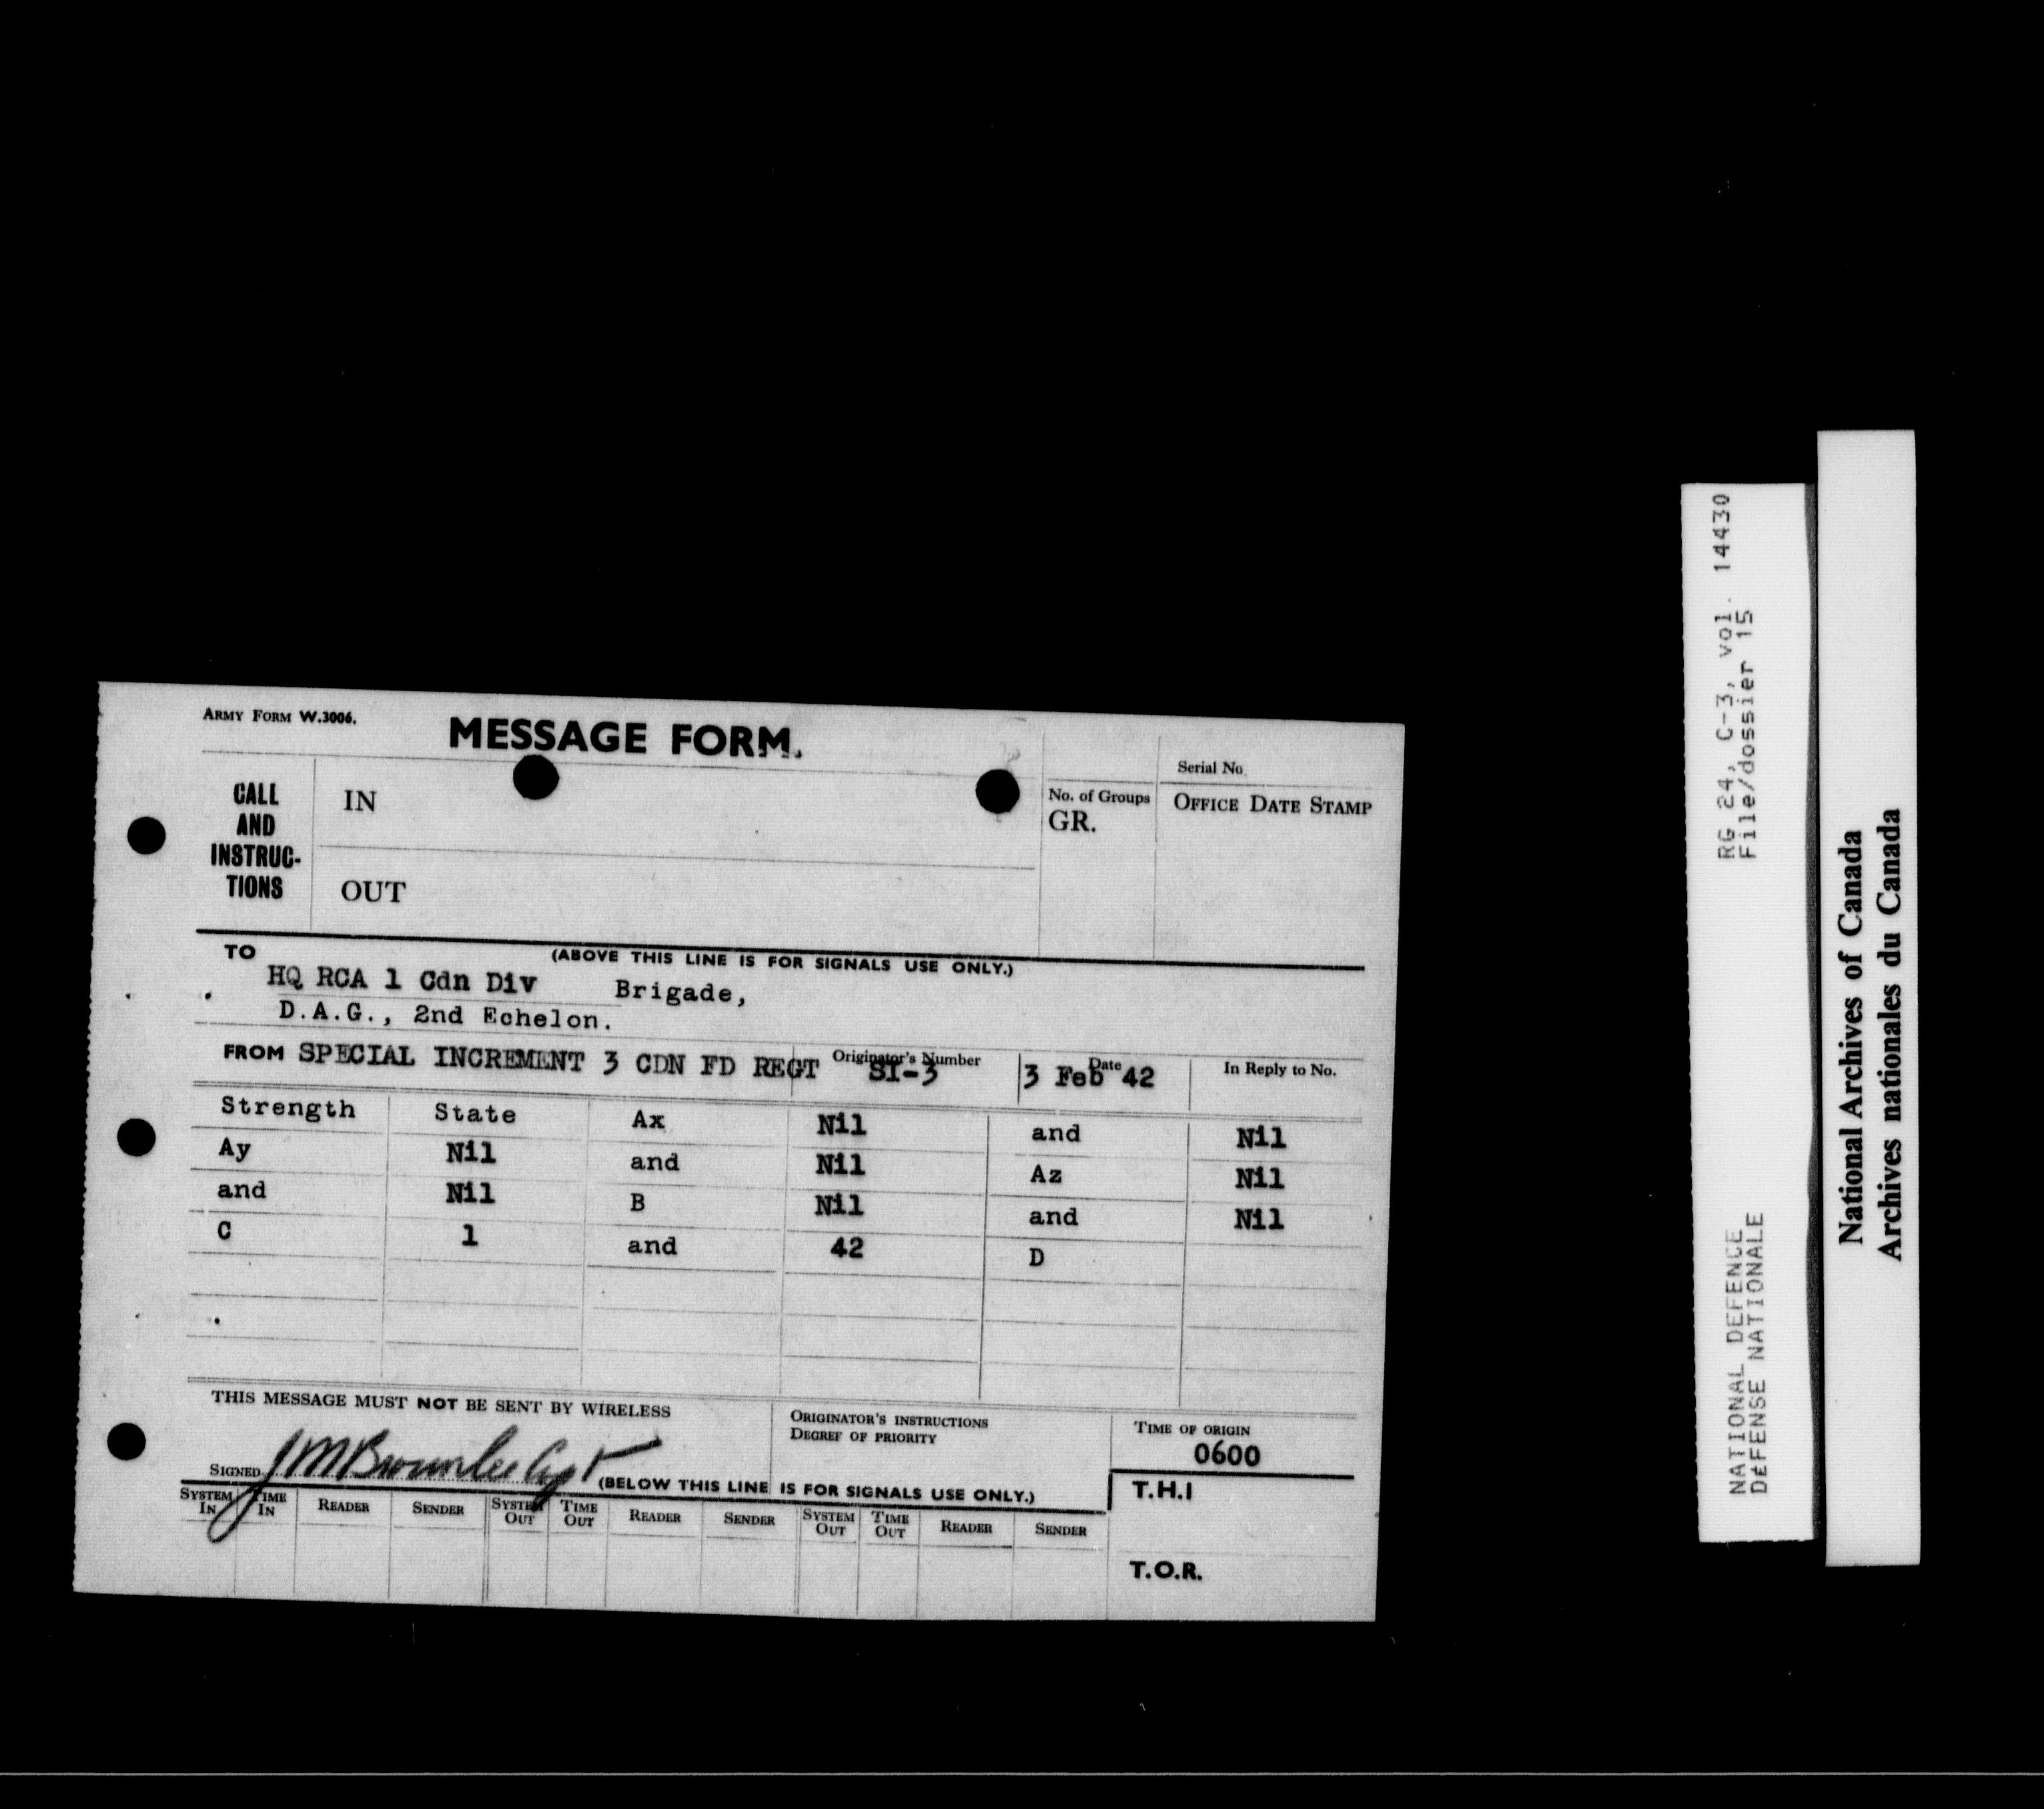 ARMY FORM W.3006.
MESSAGE FORM.
Serial No.
CALL
AND
INSTRUC-
TIONS
IN
OUT
No. of Groups
GR.
OFFICE DATE STAMP
(ABOVE THIS LINE IS FOR SIGNALS USE ONLY.)
TO
HQ RCA 1 Cdn Div Brigade,
D.A.G., 2nd Echelon.
FROM SPECIAL INCREMENT 3 CDN FD REGT Originator's Number SI-3 Date 3 Feb 42 In Reply to No.
Strength State Ax Nil and Nil
Ay Nil and Nil Az Nil
and Nil B Nil and Nil
C 1 and 42 D
THIS MESSAGE MUST NOT BE SENT BY WIRELESS
ORIGINATOR'S INSTRUCTIONS
DEGREE OF PRIORITY
TIME OF ORIGIN
0600
SIGNED JM Brownlee Capt
(BELOW THIS LINE IS FOR SIGNALS USE ONLY.)
T.H.I
SYSTEM IN TIME IN READER SENDER SYSTEM OUT TIME OUT READER SENDER SYSTEM OUT TIME OUT READER SENDER
T.O.R.
RG 24, C-3, vol. 14430
File/dossier 15
NATIONAL DEFENCE
DÉFENSE NATIONALE
National Archives of Canada
Archives nationales du Canada